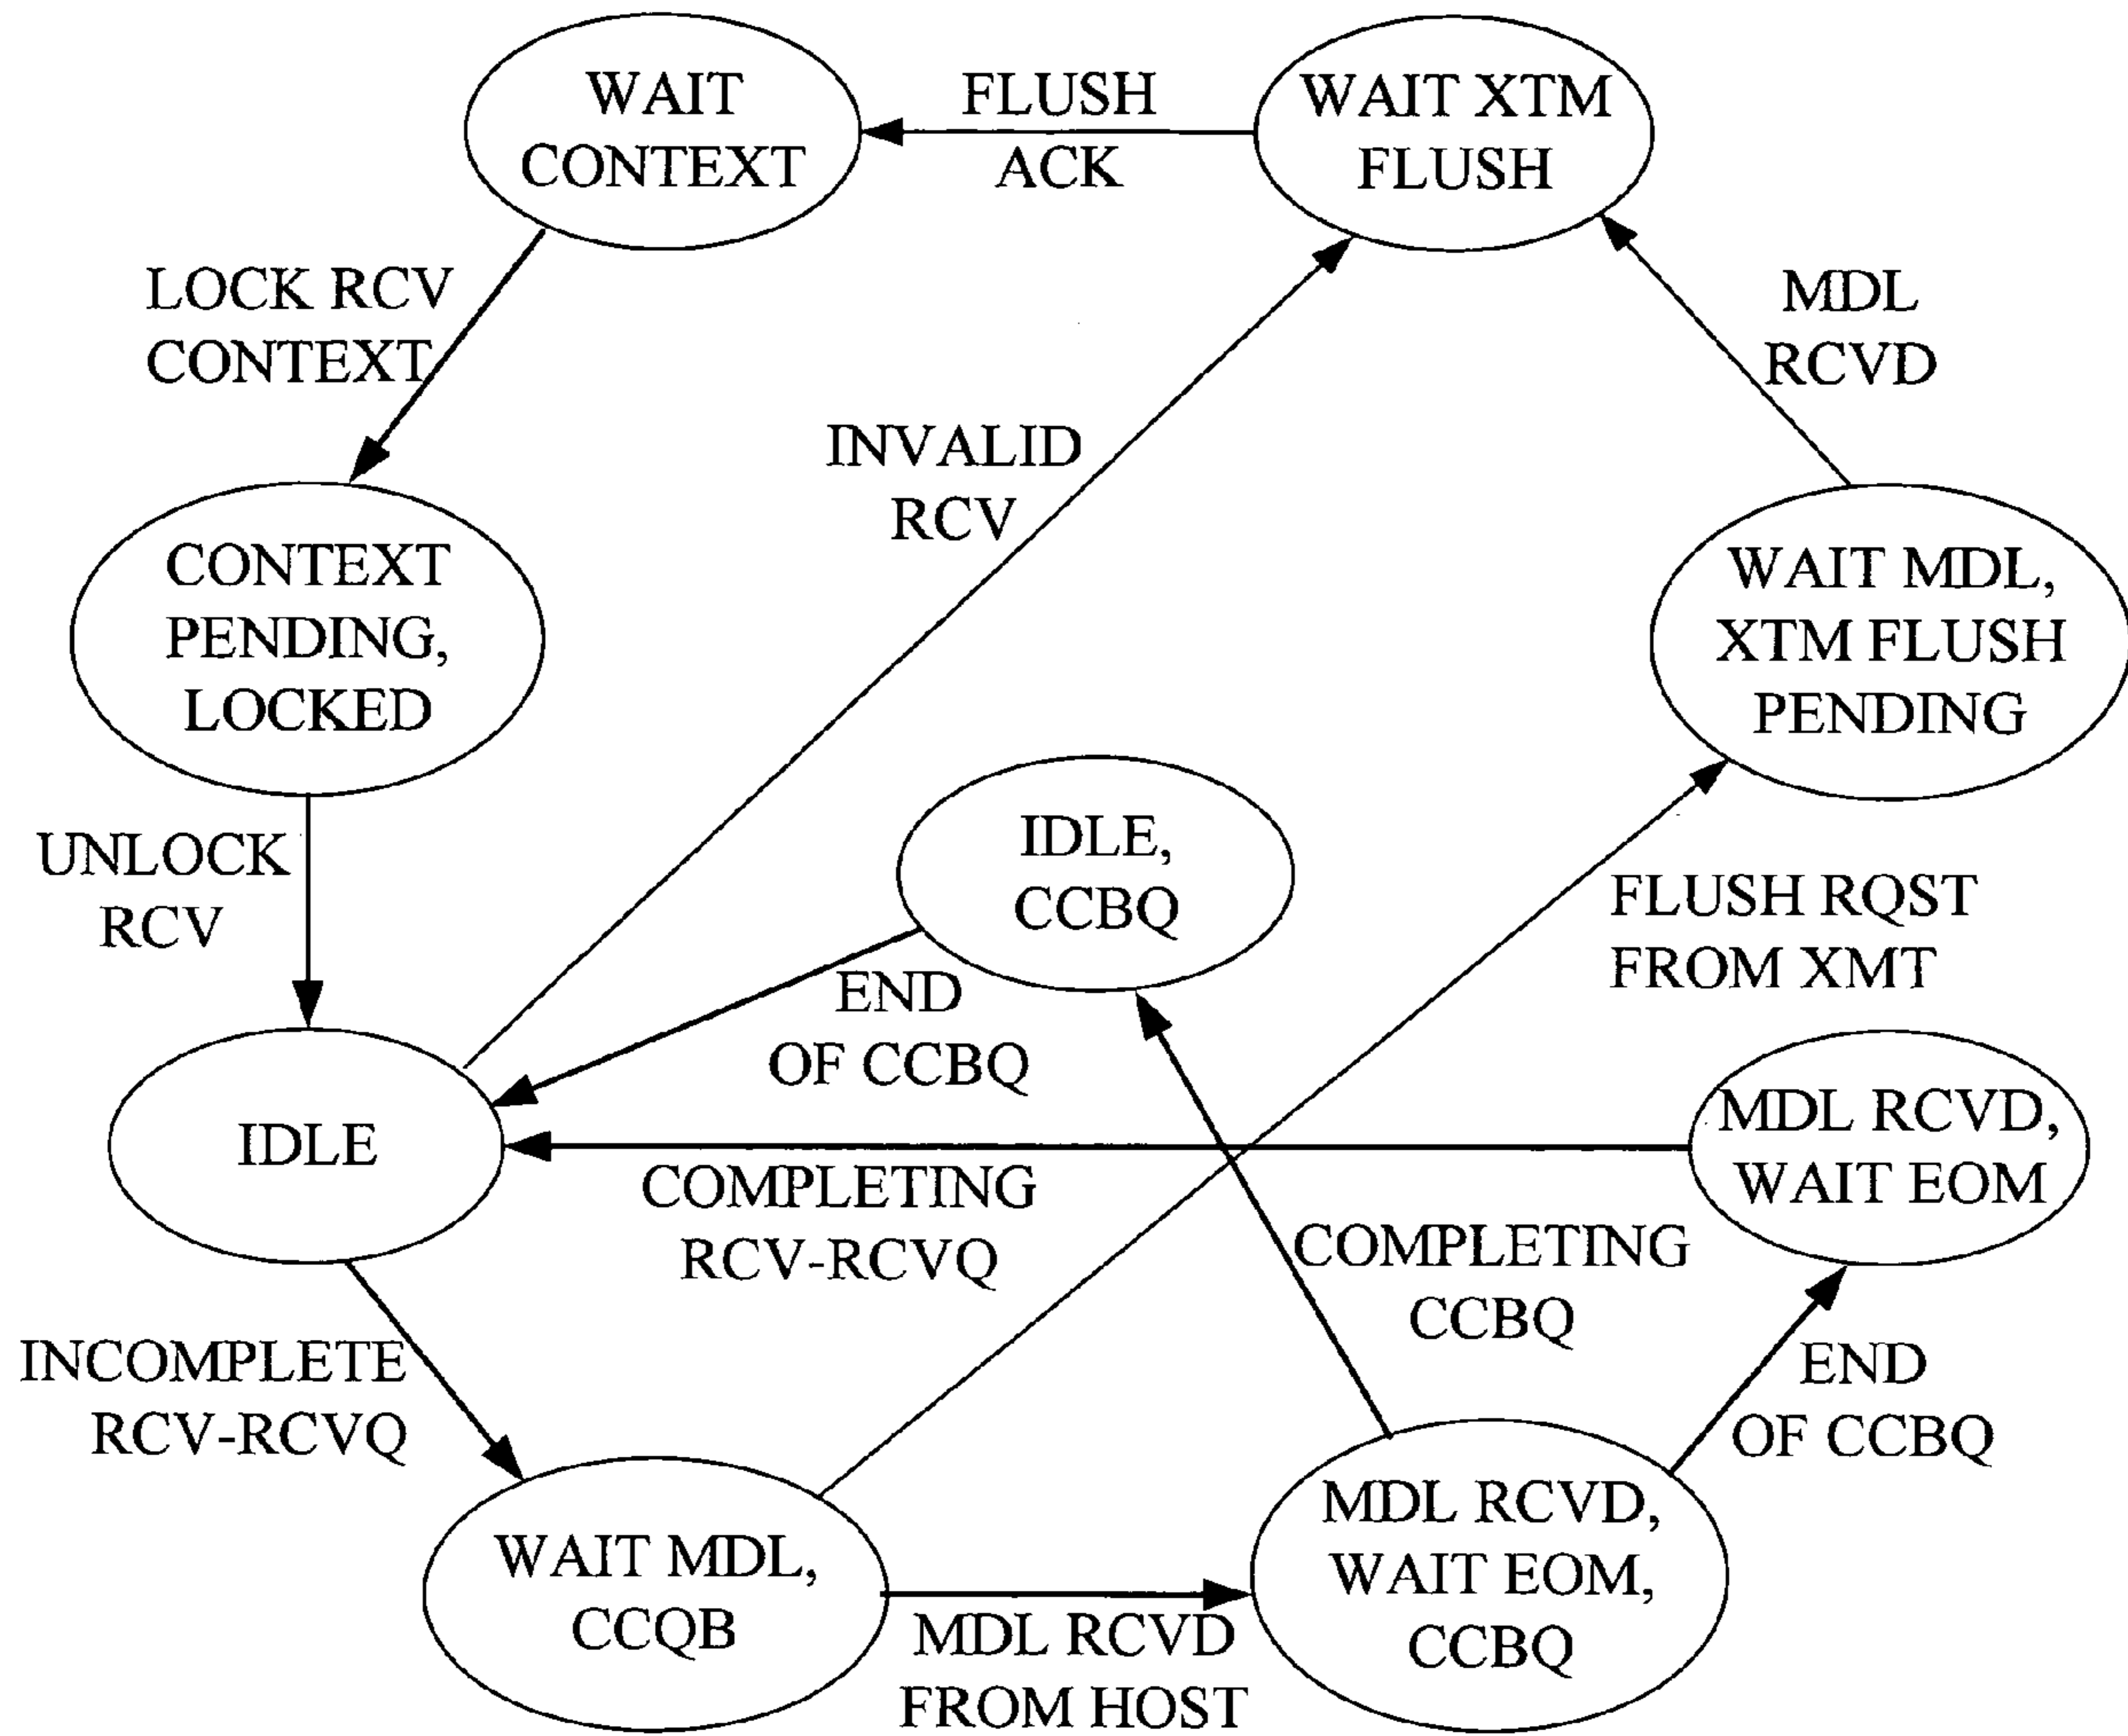 WAIT
CONTEXT
FLUSH
ACK
WAIT XTM
FLUSH
LOCK RCV
CONTEXT
INVALID
RCV
MDL
RCVD
CONTEXT
PENDING,
LOCKED
WAIT MDL,
XTM FLUSH
PENDING
UNLOCK
RCV
IDLE,
CCBQ
FLUSH RQST
FROM XMT
END
OF CCBQ
IDLE
MDL RCVD,
WAIT EOM
COMPLETING
RCV-RCVQ
COMPLETING
CCBQ
INCOMPLETE
RCV-RCVQ
END
OF CCBQ
WAIT MDL,
CCQB
MDL RCVD
FROM HOST
MDL RCVD,
WAIT EOM,
CCBQ